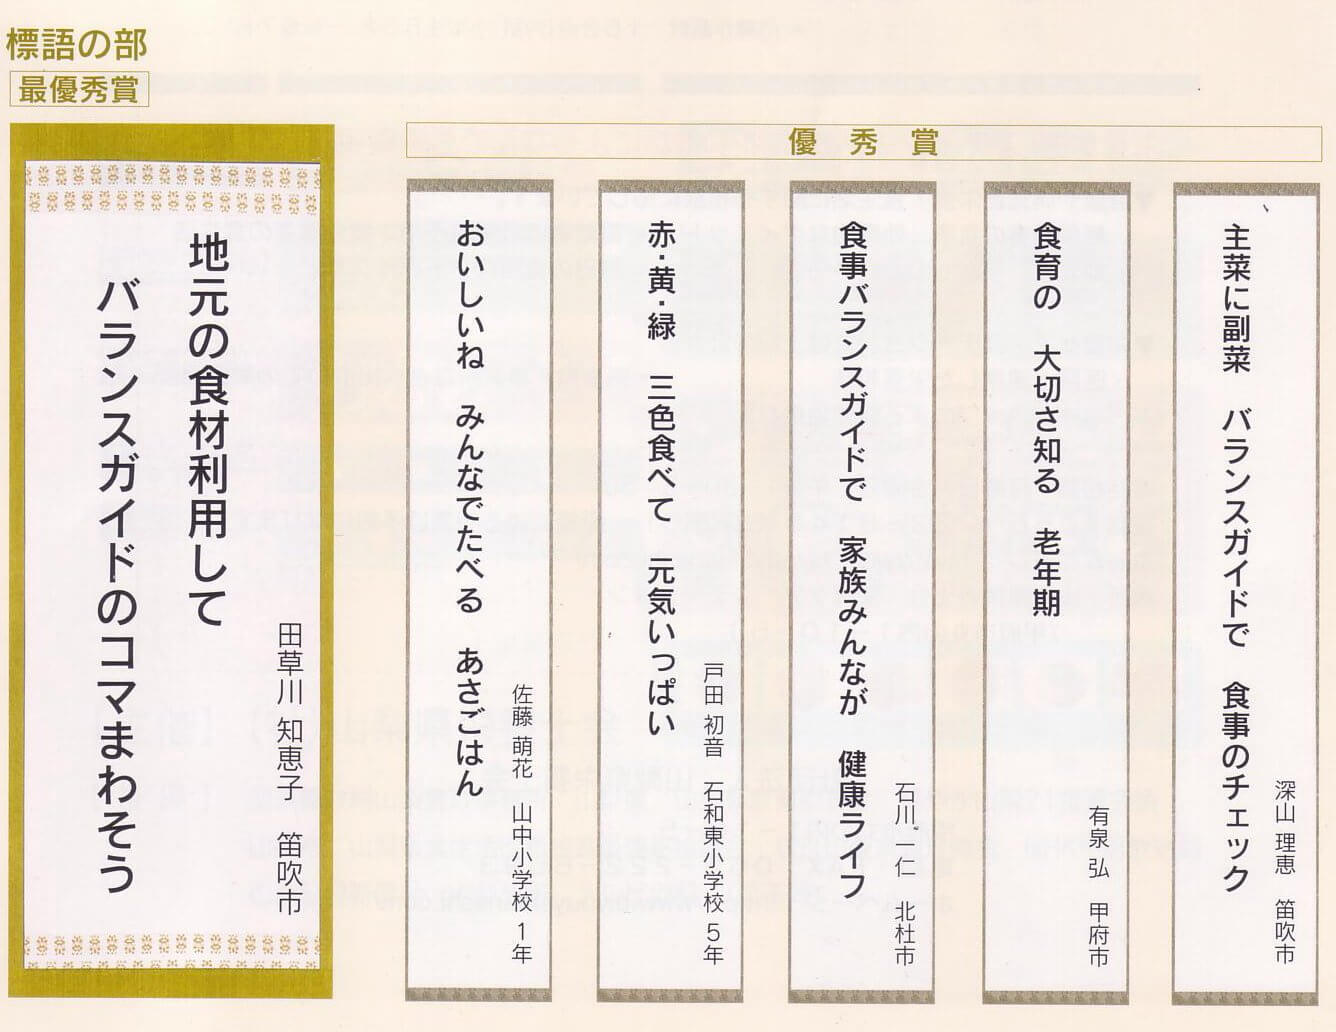 標語の部
最優秀賞
地元の食材利用して
バランスガイドのコマまわそう
田草川 知恵子 笛吹市
優秀賞
主菜に副菜 バランスガイドで 食事のチェック
深山 理恵 笛吹市
食育の 大切さ知る 老年期
有泉 弘 甲府市
食事バランスガイドで 家族みんなが 健康ライフ
石川 一仁 北杜市
赤・黄・緑 三色食べて 元気いっぱい
戸田 初音 石和東小学校 5年
おいしいね みんなでたべる あさごはん
佐藤 萌花 山中小学校 1年